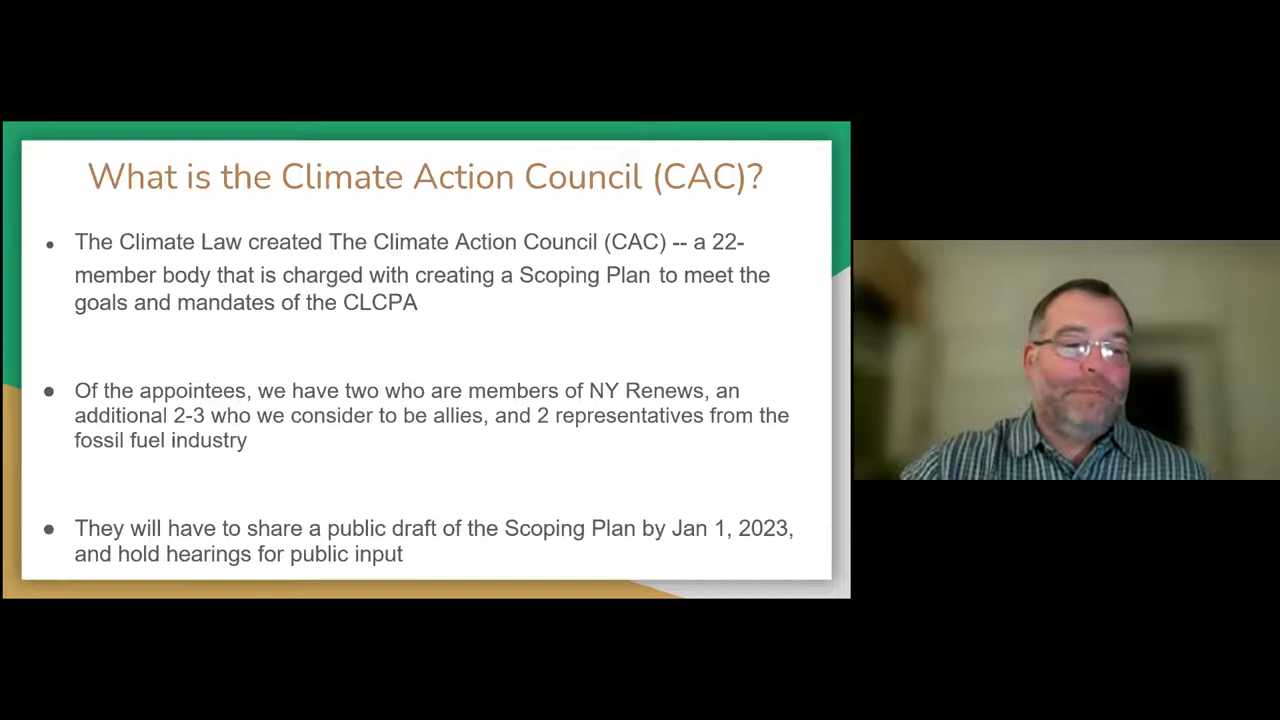 What is the Climate Action Council (CAC)?
● The Climate Law created The Climate Action Council (CAC) -- a 22-
member body that is charged with creating a Scoping Plan to meet the
goals and mandates of the CLCPA
● Of the appointees, we have two who are members of NY Renews, an
additional 2-3 who we consider to be allies, and 2 representatives from the
fossil fuel industry
● They will have to share a public draft of the Scoping Plan by Jan 1, 2023,
and hold hearings for public input